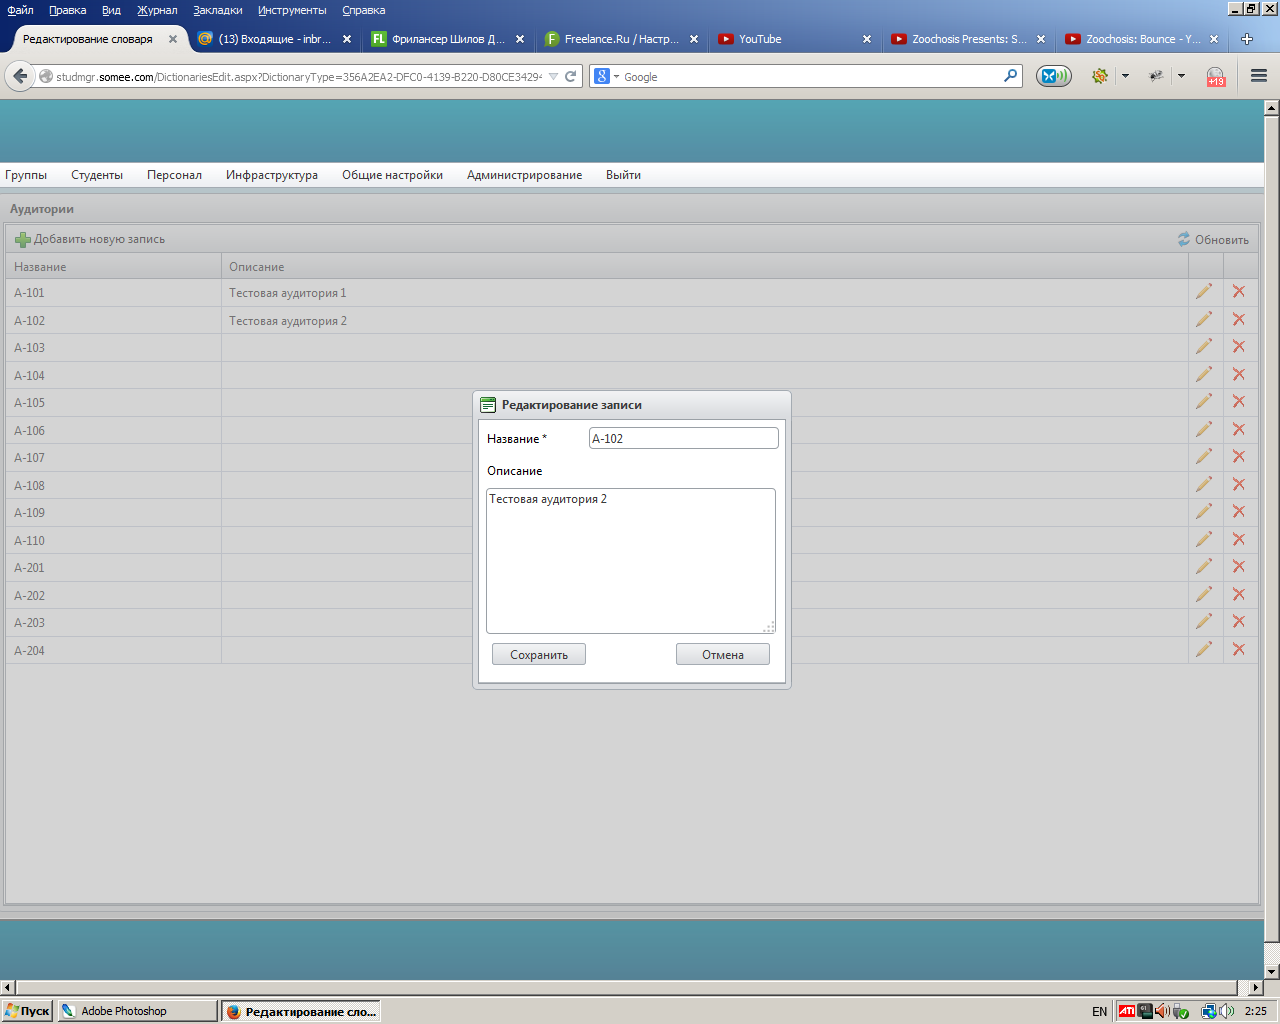 Файл Правка Вид Журнал Закладки Инструменты Справка
Редактирование словаря (13) Входящие - inbr... FL Фрилансер Шилов Д... F Freelance.Ru / Настр... YouTube Zoochosis Presents: S... Zoochosis: Bounce - Y...
studmgr.somee.com/DictionariesEdit.aspx?DictionaryType=356A2EA2-DFC0-4139-B220-D80CE34294 8 Google +19
Группы Студенты Персонал Инфраструктура Общие настройки Администрирование Выйти
Аудитории
Добавить новую запись Обновить
Название Описание
А-101 Тестовая аудитория 1
А-102 Тестовая аудитория 2
А-103
А-104
А-105
А-106
А-107
А-108
А-109
А-110
А-201
А-202
А-203
А-204
Редактирование записи
Название * А-102
Описание
Тестовая аудитория 2
Сохранить Отмена
Пуск Adobe Photoshop Редактирование сло... EN ATI 2:25